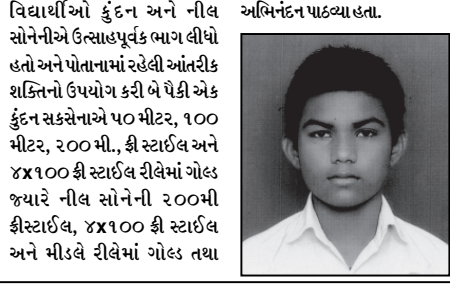 વિદ્યાર્થીઓ કુંદન અને નીલ
સોનેનીએ ઉત્સાહપૂર્વક ભાગ લીધો
હતો અને પોતાનામાં રહેલી આંતરીક
શક્તિનો ઉપયોગ કરી બે પૈકી એક
કુંદન સકસેનાએ ૫૦ મીટર, ૧૦૦
મીટર, ૨૦૦ મી., ફ્રી સ્ટાઈલ અને
૪x૧૦૦ ફ્રી સ્ટાઈલ રીલેમાં ગોલ્ડ
જ્યારે નીલ સોનેની ૨૦૦મી
ફ્રીસ્ટાઈલ, ૪x૧૦૦ ફ્રી સ્ટાઈલ
અને મીડલે રીલેમાં ગોલ્ડ તથા
અભિનંદન પાઠવ્યા હતા.